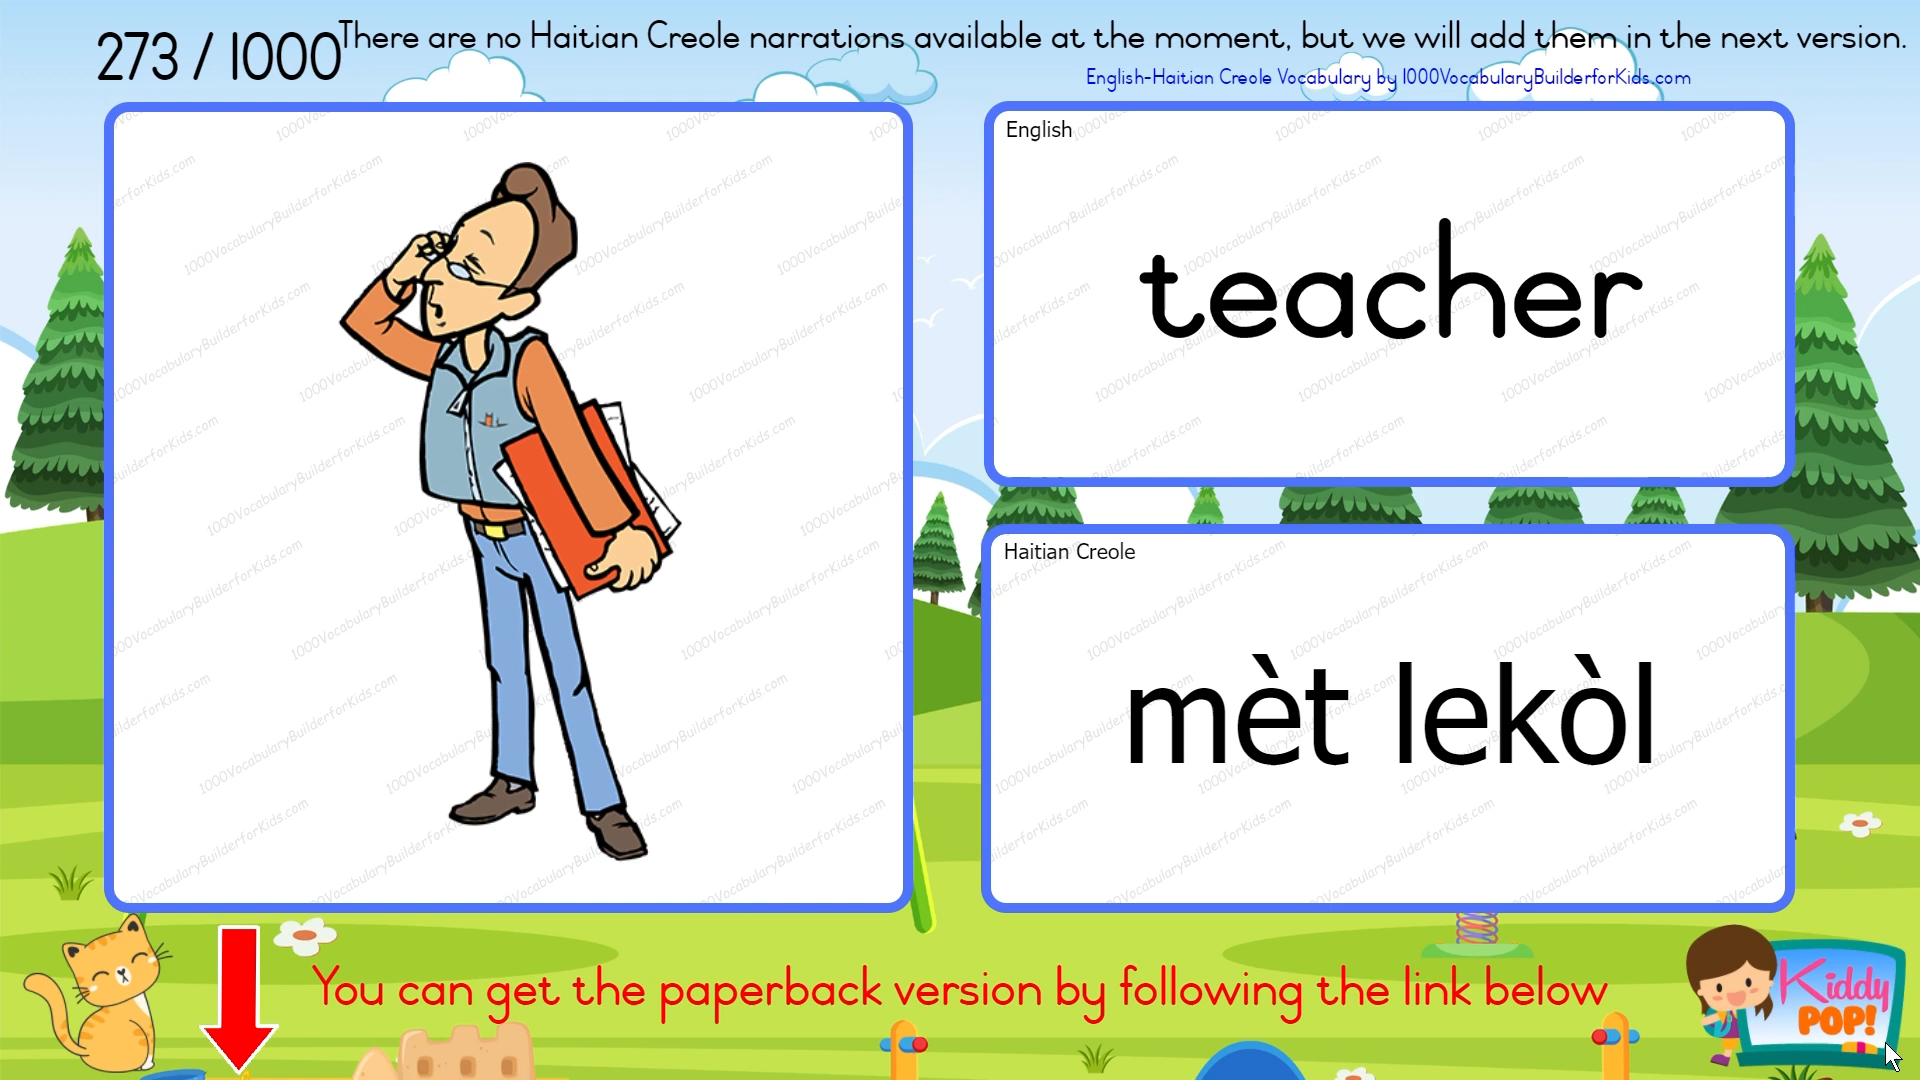 273 / 1000
There are no Haitian Creole narrations available at the moment, but we will add them in the next version.
English-Haitian Creole Vocabulary by 1000VocabularyBuilderforKids.com
English
teacher
Haitian Creole
mèt lekòl
You can get the paperback version by following the link below
Kiddy
POP!
1000VocabularyBuilderforKids.com